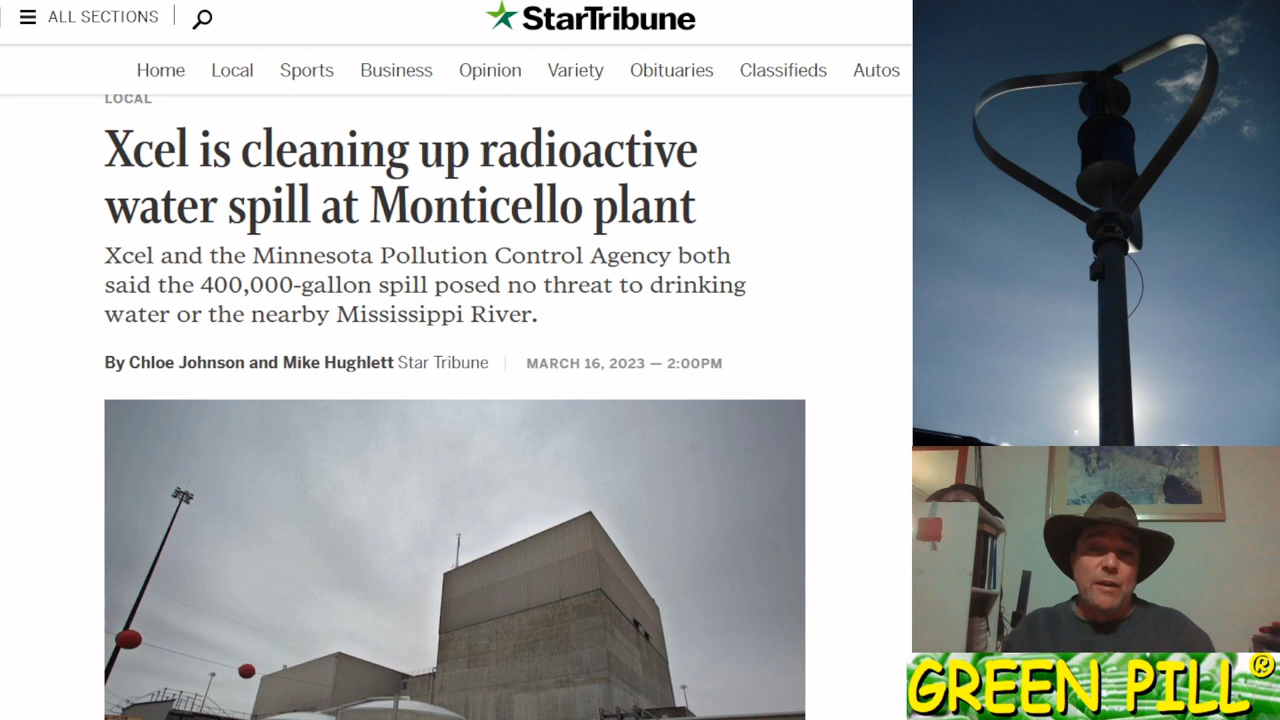 ALL SECTIONS
StarTribune
Home Local Sports Business Opinion Variety Obituaries Classifieds Autos
LOCAL
Xcel is cleaning up radioactive
water spill at Monticello plant
Xcel and the Minnesota Pollution Control Agency both
said the 400,000-gallon spill posed no threat to drinking
water or the nearby Mississippi River.
By Chloe Johnson and Mike Hughlett Star Tribune MARCH 16, 2023 — 2:00PM
GREEN PILL®